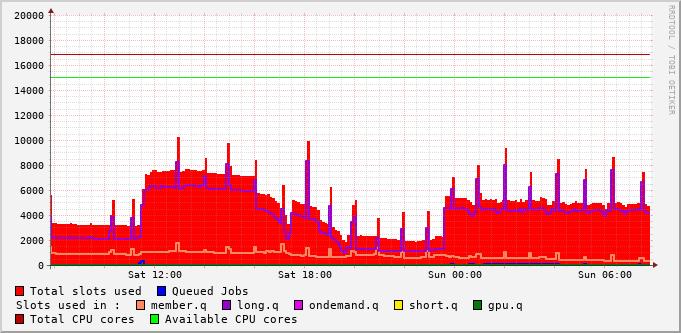 20000
18000
16000
14000
12000
10000
8000
6000
4000
2000
0
Sat 12:00 Sat 18:00 Sun 00:00 Sun 06:00
RRDTOOL / TOBI OETIKER
Total slots used Queued Jobs
Slots used in : member.q long.q ondemand.q short.q gpu.q
Total CPU cores Available CPU cores